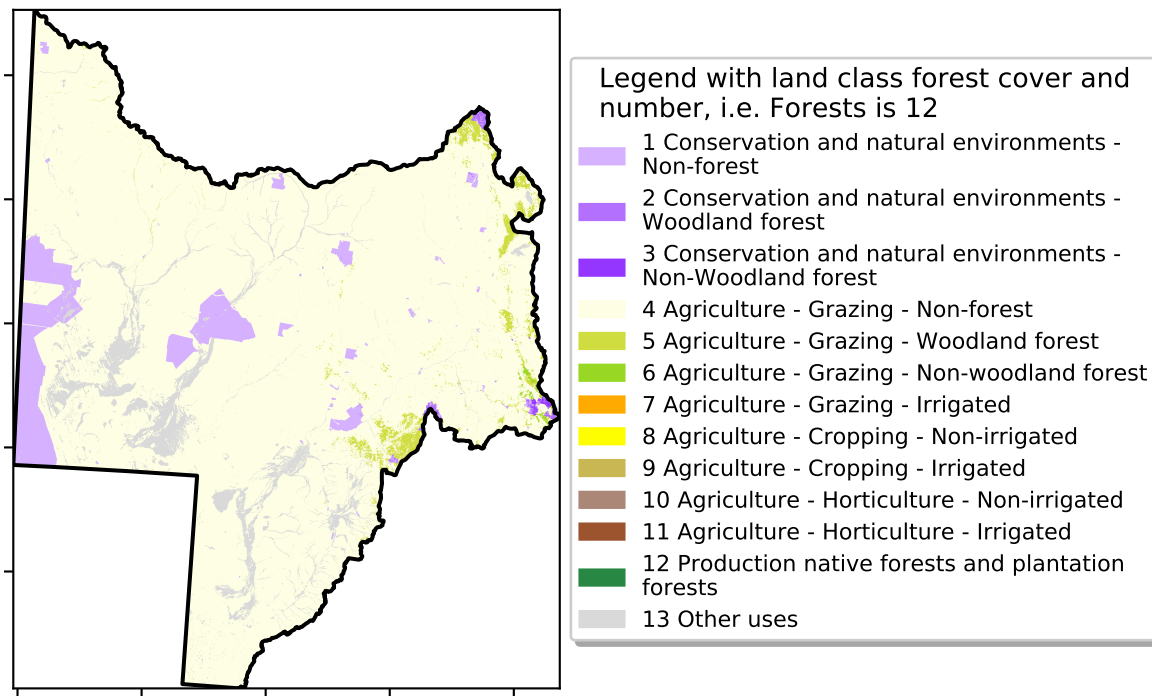 Legend with land class forest cover and
number, i.e. Forests is 12
1 Conservation and natural environments -
Non-forest
2 Conservation and natural environments -
Woodland forest
3 Conservation and natural environments -
Non-Woodland forest
4 Agriculture - Grazing - Non-forest
5 Agriculture - Grazing - Woodland forest
6 Agriculture - Grazing - Non-woodland forest
7 Agriculture - Grazing - Irrigated
8 Agriculture - Cropping - Non-irrigated
9 Agriculture - Cropping - Irrigated
10 Agriculture - Horticulture - Non-irrigated
11 Agriculture - Horticulture - Irrigated
12 Production native forests and plantation
forests
13 Other uses